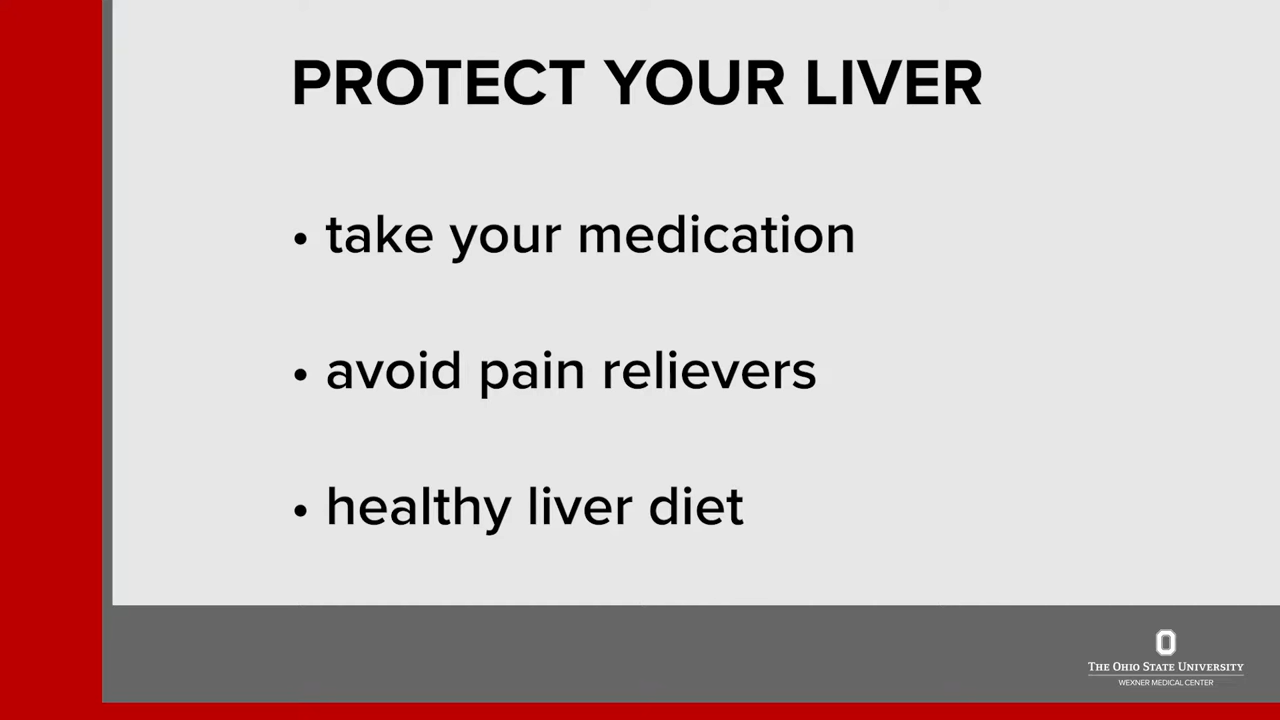 PROTECT YOUR LIVER
• take your medication
• avoid pain relievers
• healthy liver diet
THE OHIO STATE UNIVERSITY
WEXNER MEDICAL CENTER